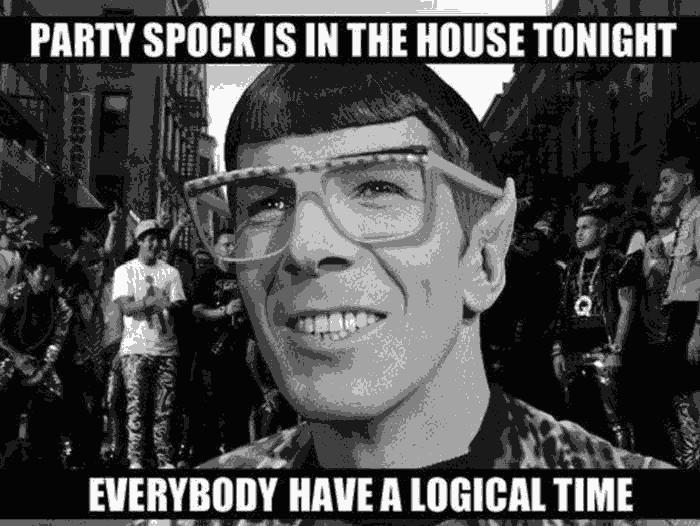 PARTY SPOCK IS IN THE HOUSE TONIGHT
Q
EVERYBODY HAVE A LOGICAL TIME